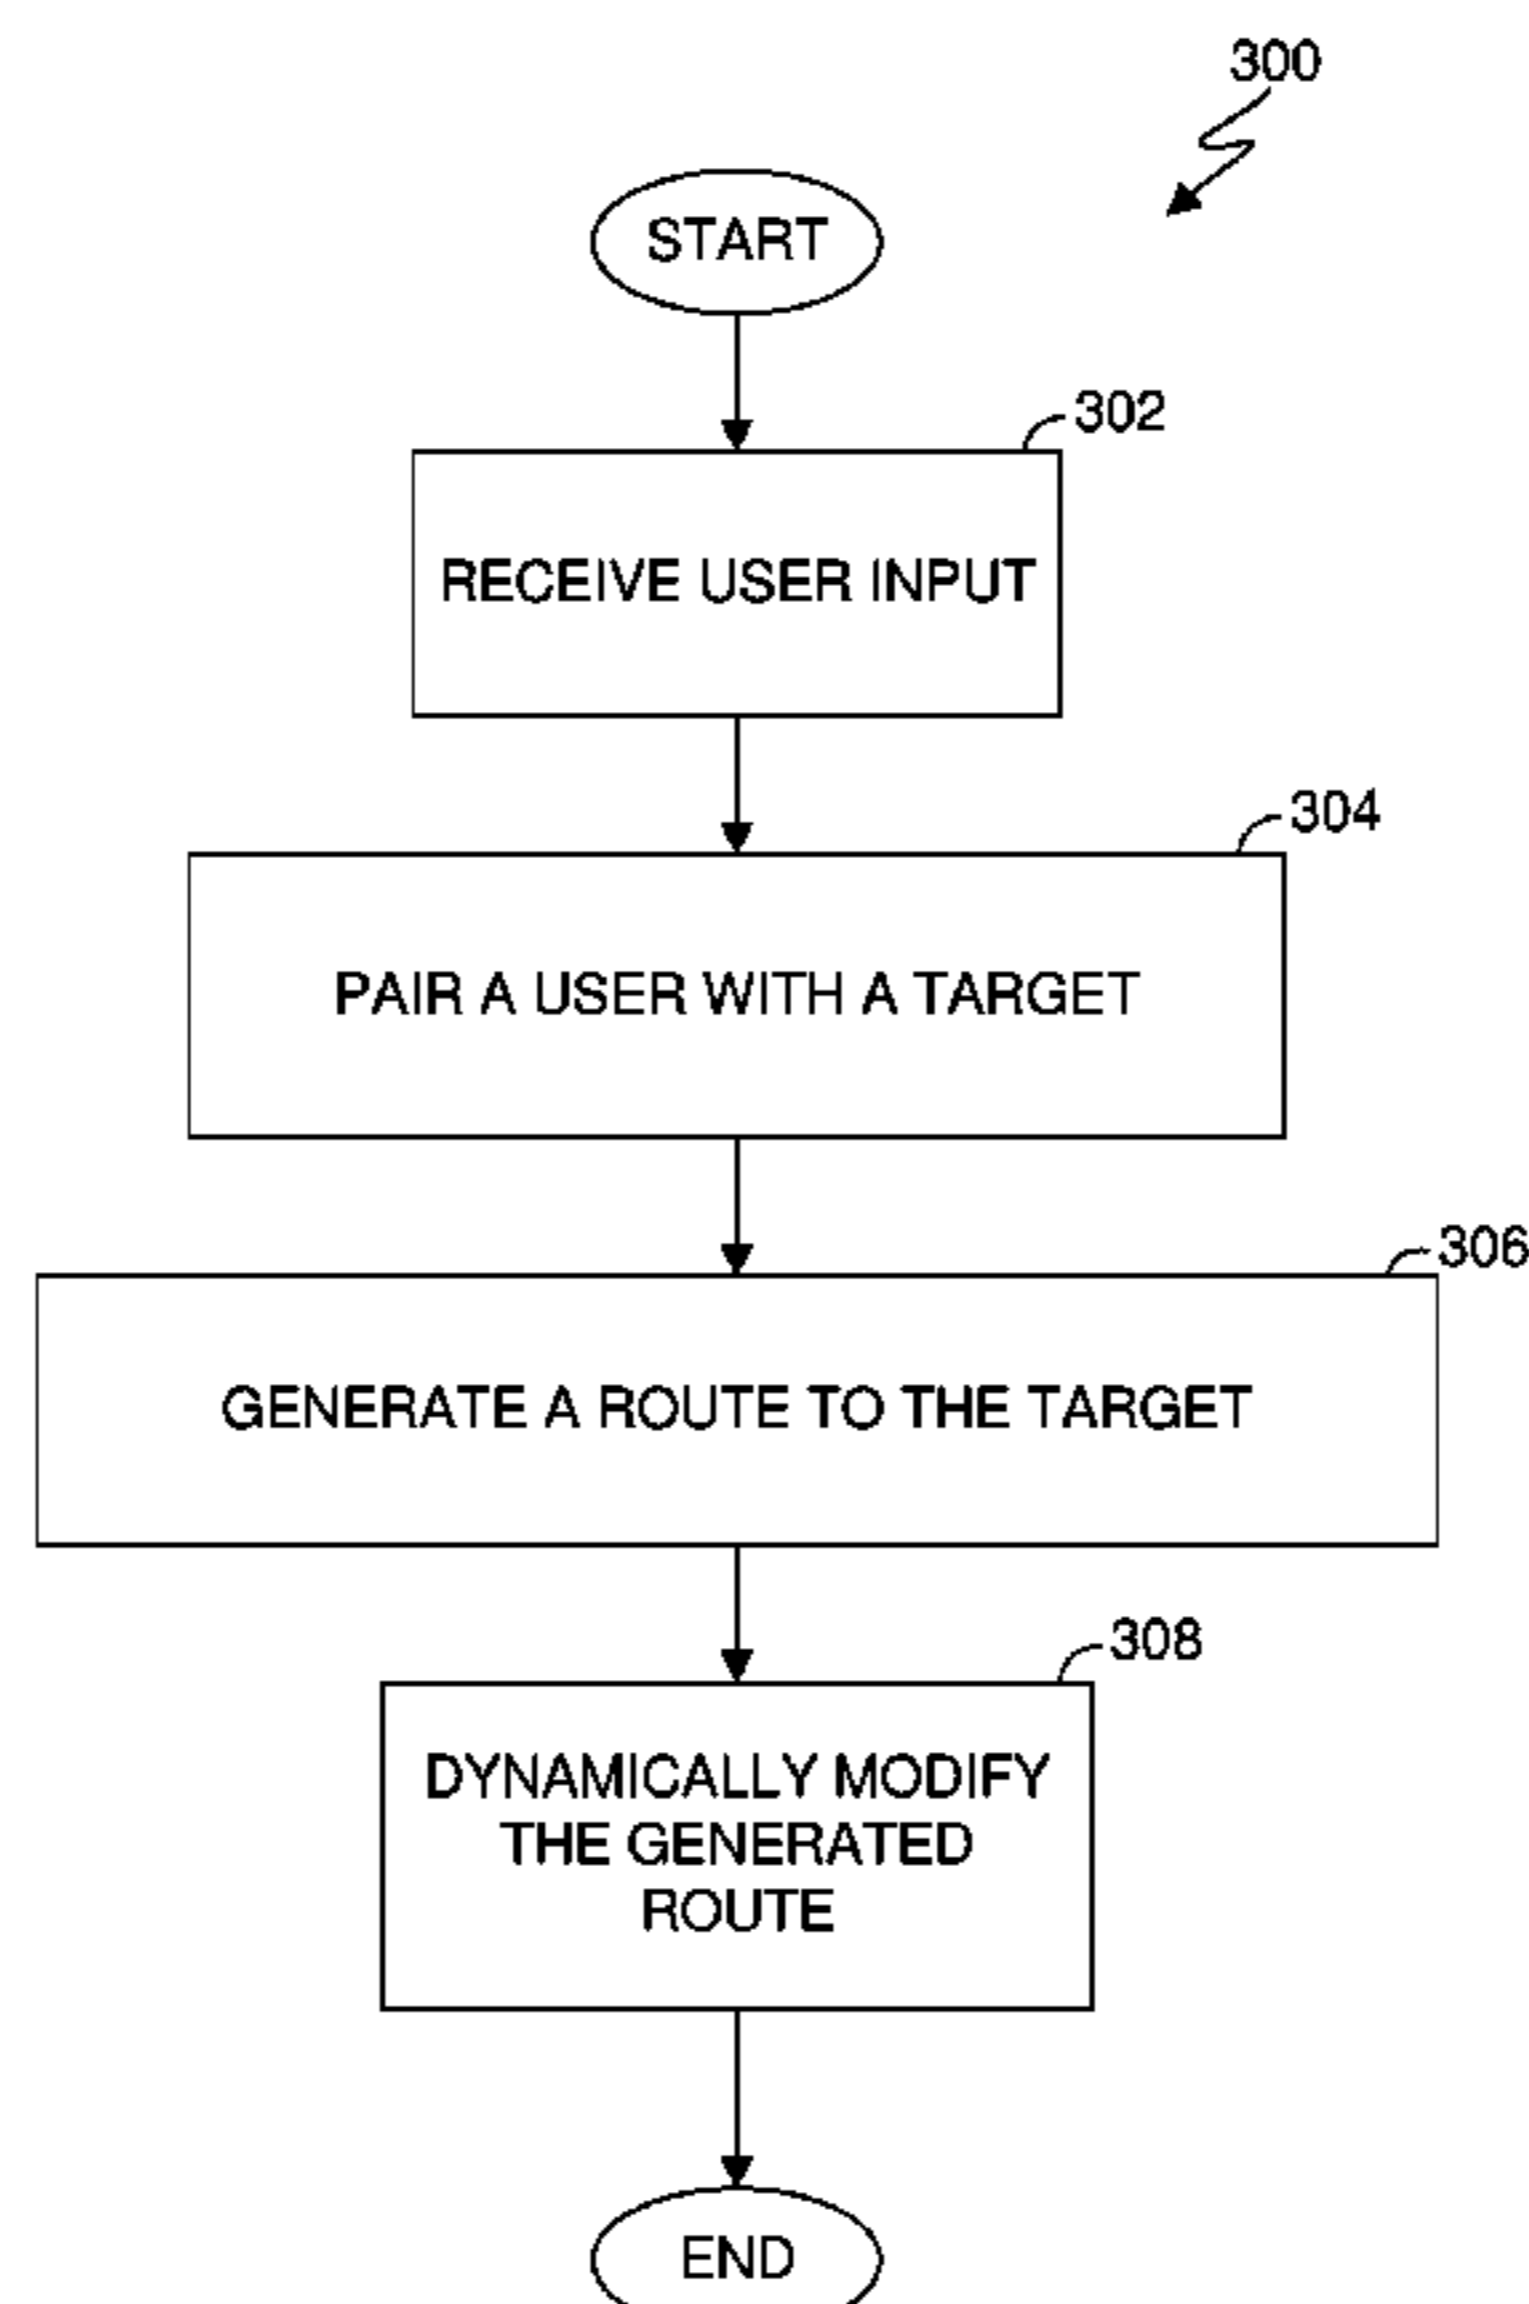 300
START
302
RECEIVE USER INPUT
304
PAIR A USER WITH A TARGET
306
GENERATE A ROUTE TO THE TARGET
308
DYNAMICALLY MODIFY
THE GENERATED
ROUTE
END